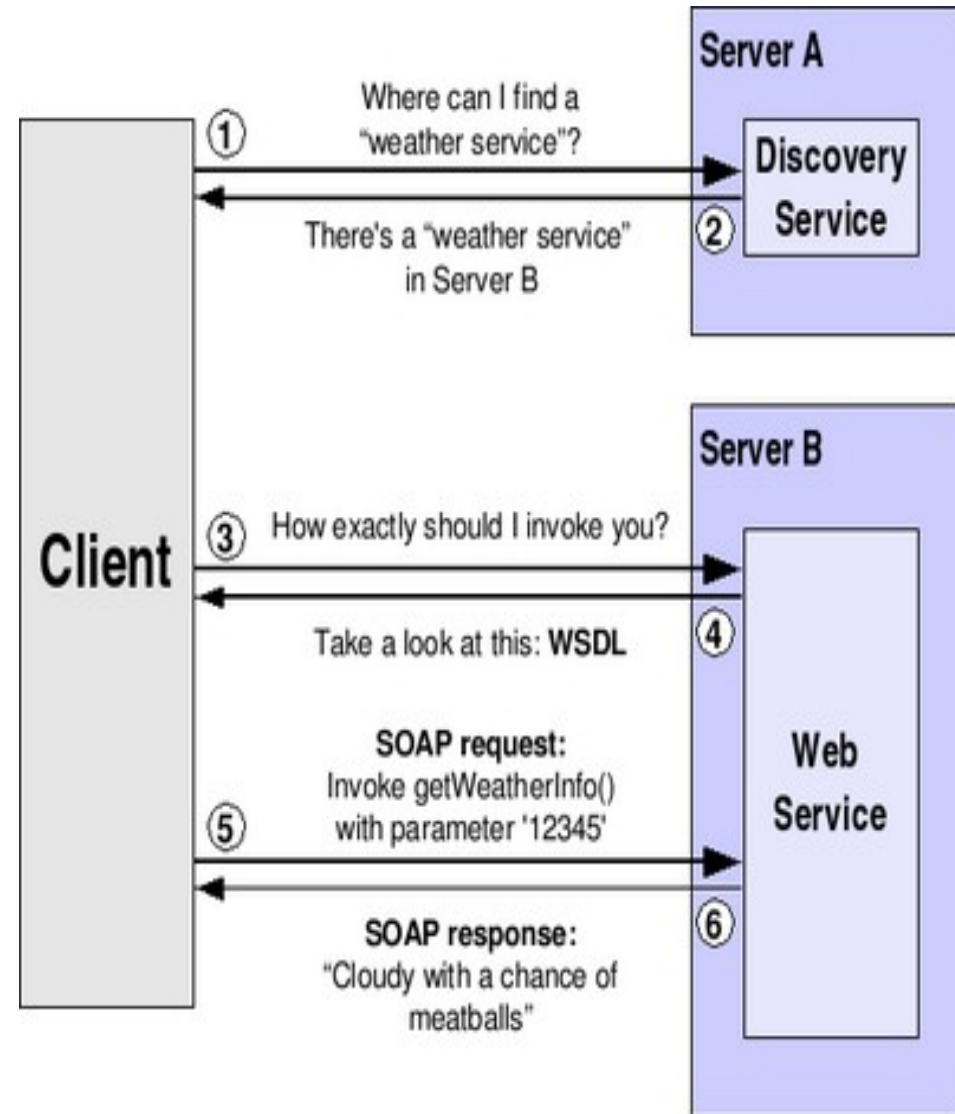 Server A
Where can I find a
“weather service”?
1
Discovery
Service
2
There's a “weather service”
in Server B
Server B
Client
3
How exactly should I invoke you?
4
Take a look at this: WSDL
SOAP request:
Invoke getWeatherInfo()
with parameter '12345'
5
Web
Service
6
SOAP response:
“Cloudy with a chance of
meatballs”